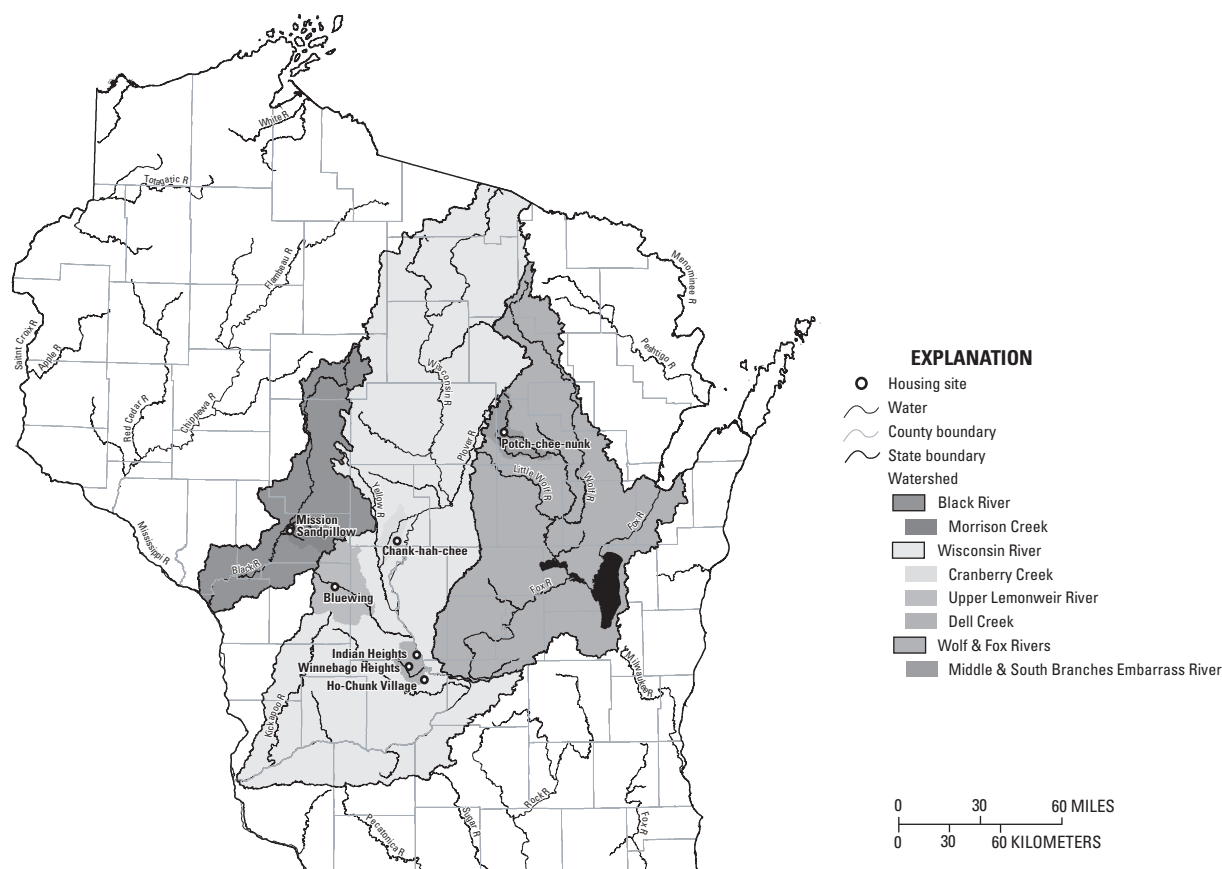 White R
Totagatic R
Flambeau R
Menominee R
Saitnt Croix R
Apple R
Peshtigo R
Wisconsin R
Red Cedar R
Chippewa R
Plover R
Potch-chee-nunk
Little Wolf R
Wolf R
Yellow R
Fox R
Mission
Sandpillow
Mississippi R
Chank-hah-chee
Black R
Bluewing
Fox R
Indian Heights
Winnebago Heights
Ho-Chunk Village
Milwaukee R
Kickapoo R
Rock R
Pecatonica R
Sugar R
Fox R
EXPLANATION
Housing site
Water
County boundary
State boundary
Watershed
Black River
Morrison Creek
Wisconsin River
Cranberry Creek
Upper Lemonweir River
Dell Creek
Wolf & Fox Rivers
Middle & South Branches Embarrass River
0 30 60 MILES
0 30 60 KILOMETERS